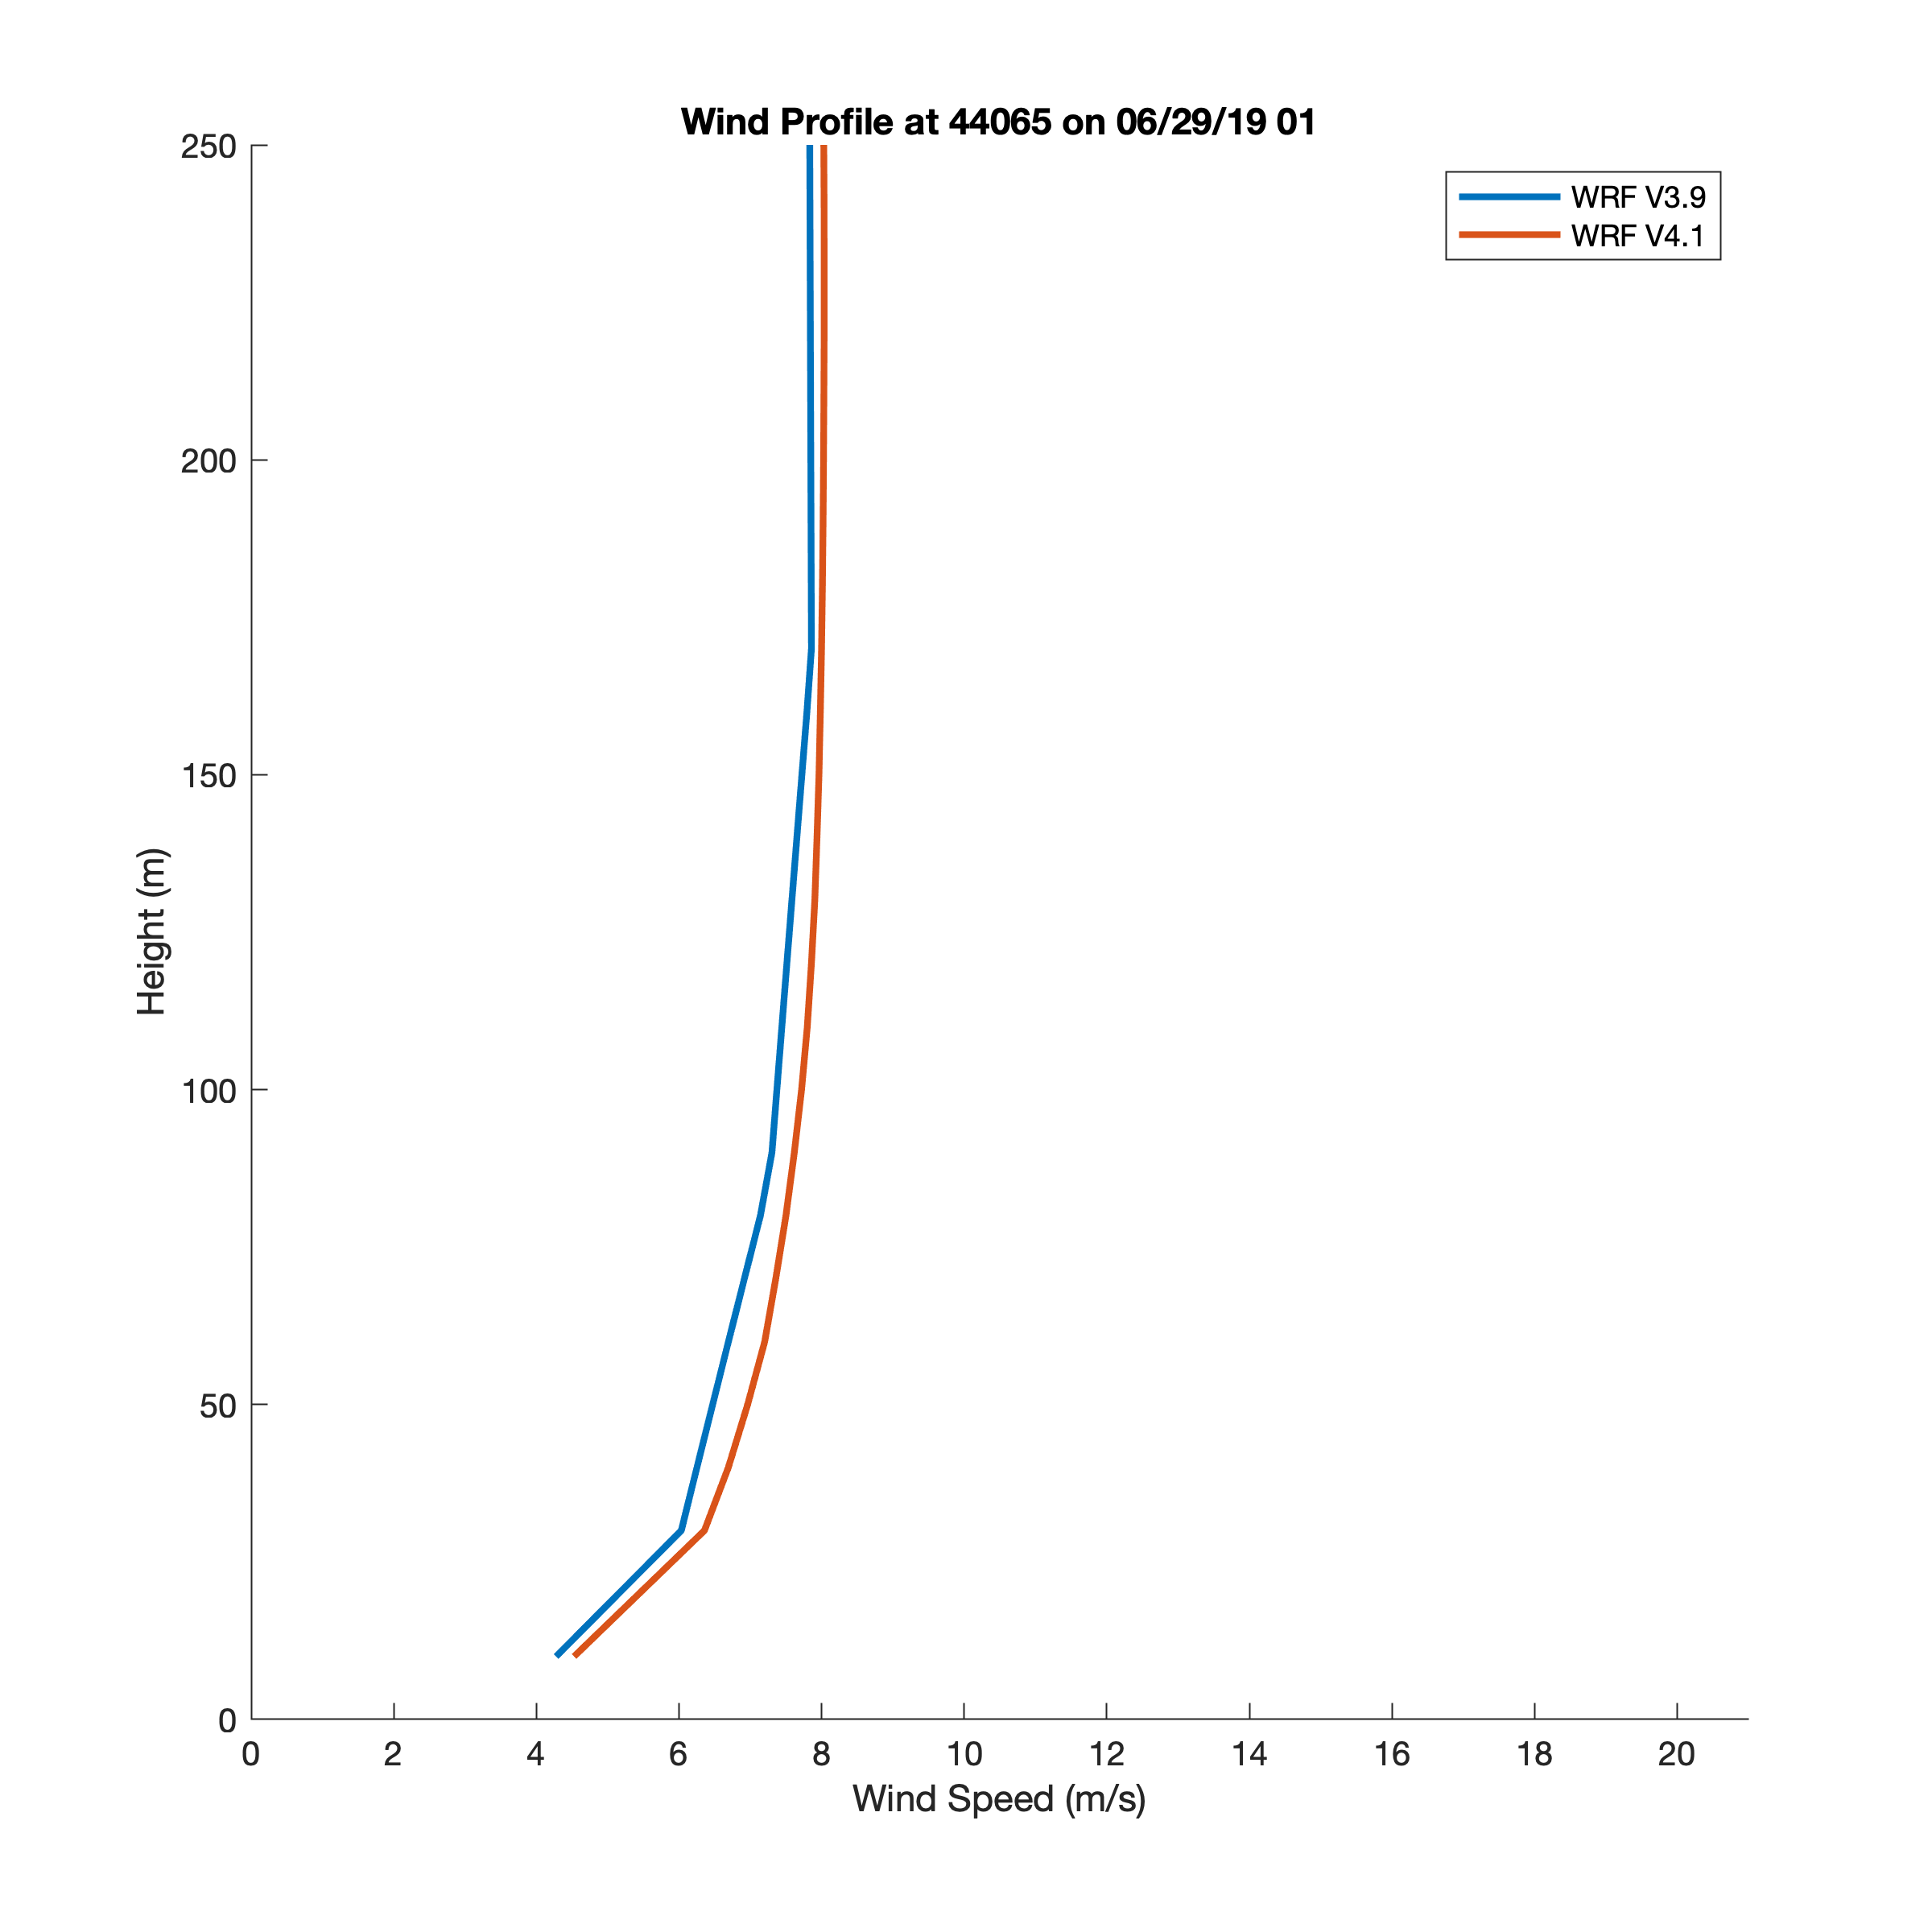 Wind Profile at 44065 on 06/29/19 01
WRF V3.9
WRF V4.1
250
200
150
100
50
0
Height (m)
0 2 4 6 8 10 12 14 16 18 20
Wind Speed (m/s)